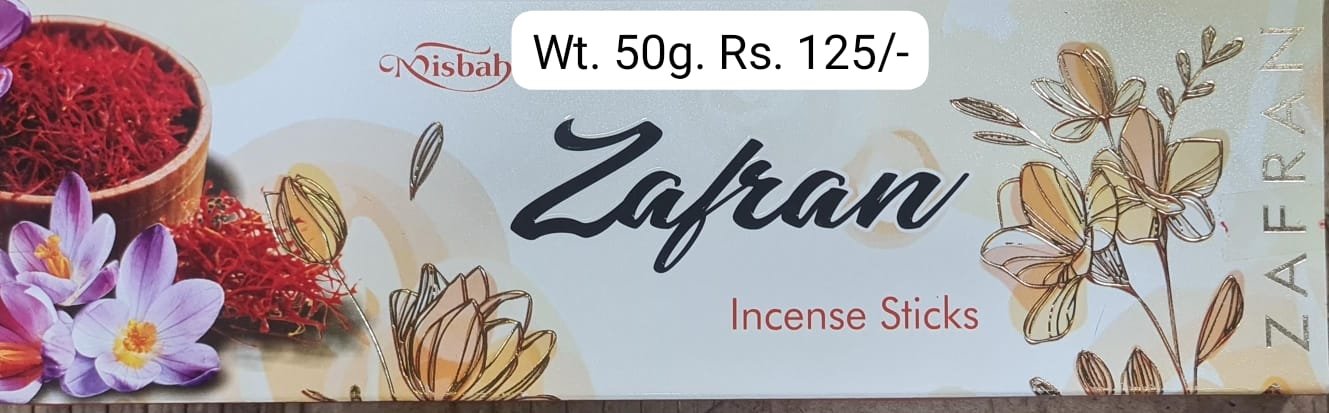 Nisbah
Wt. 50g. Rs. 125/-
Zafran
Incense Sticks
ZAFRAN